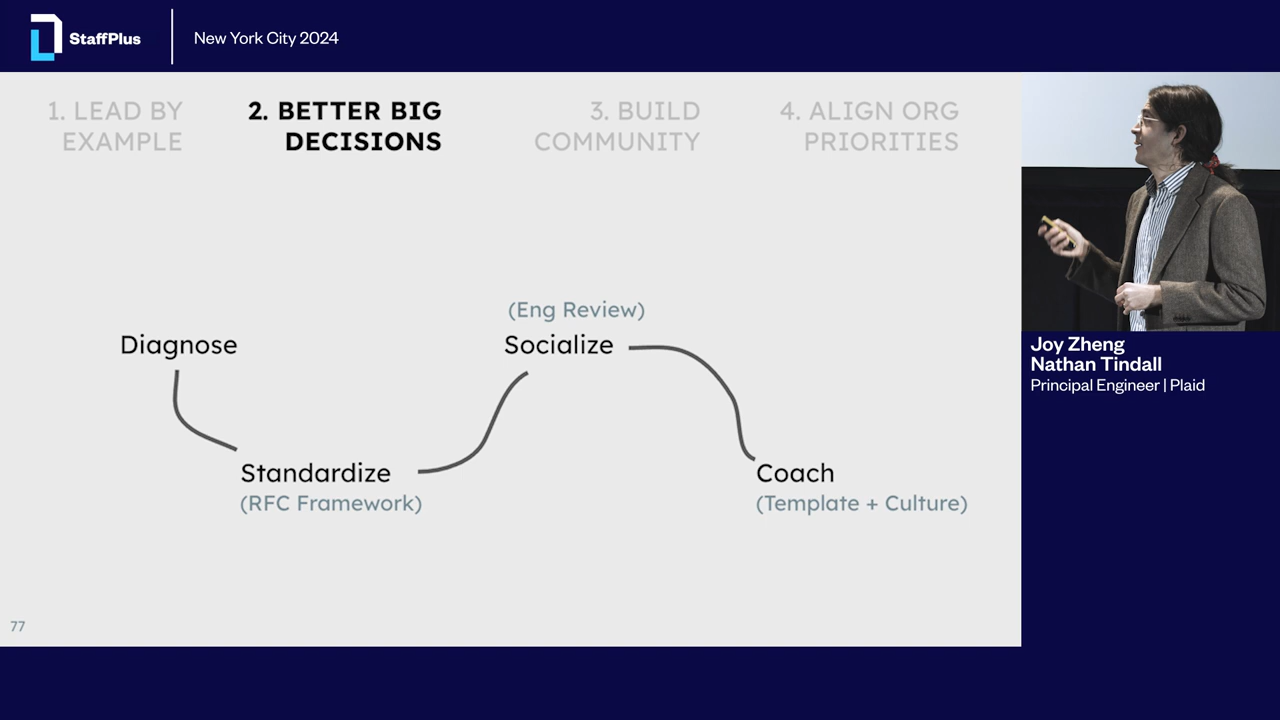 StaffPlus
New York City 2024
1. LEAD BY
EXAMPLE
2. BETTER BIG
DECISIONS
3. BUILD
COMMUNITY
4. ALIGN ORG
PRIORITIES
Diagnose
Standardize
(RFC Framework)
(Eng Review)
Socialize
Coach
(Template + Culture)
77
Joy Zheng
Nathan Tindall
Principal Engineer | Plaid